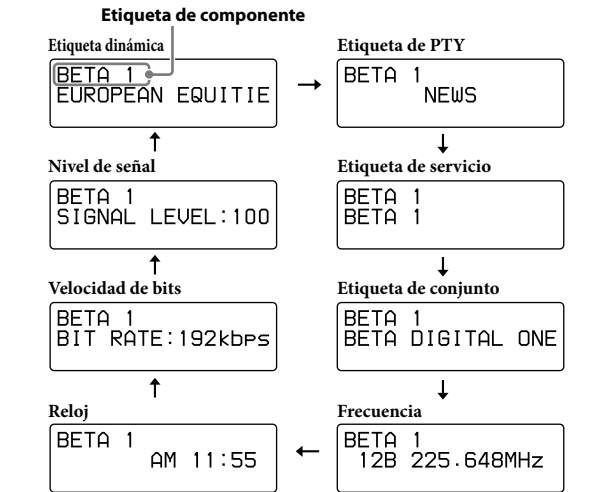 Etiqueta de componente
Etiqueta dinámica
BETA 1
EUROPEAN EQUITIE
Etiqueta de PTY
BETA 1
NEWS
Nivel de señal
BETA 1
SIGNAL LEVEL:100
Etiqueta de servicio
BETA 1
BETA 1
Velocidad de bits
BETA 1
BIT RATE:192kbps
Etiqueta de conjunto
BETA 1
BETA DIGITAL ONE
Reloj
BETA 1
AM 11:55
Frecuencia
BETA 1
12B 225.648MHz